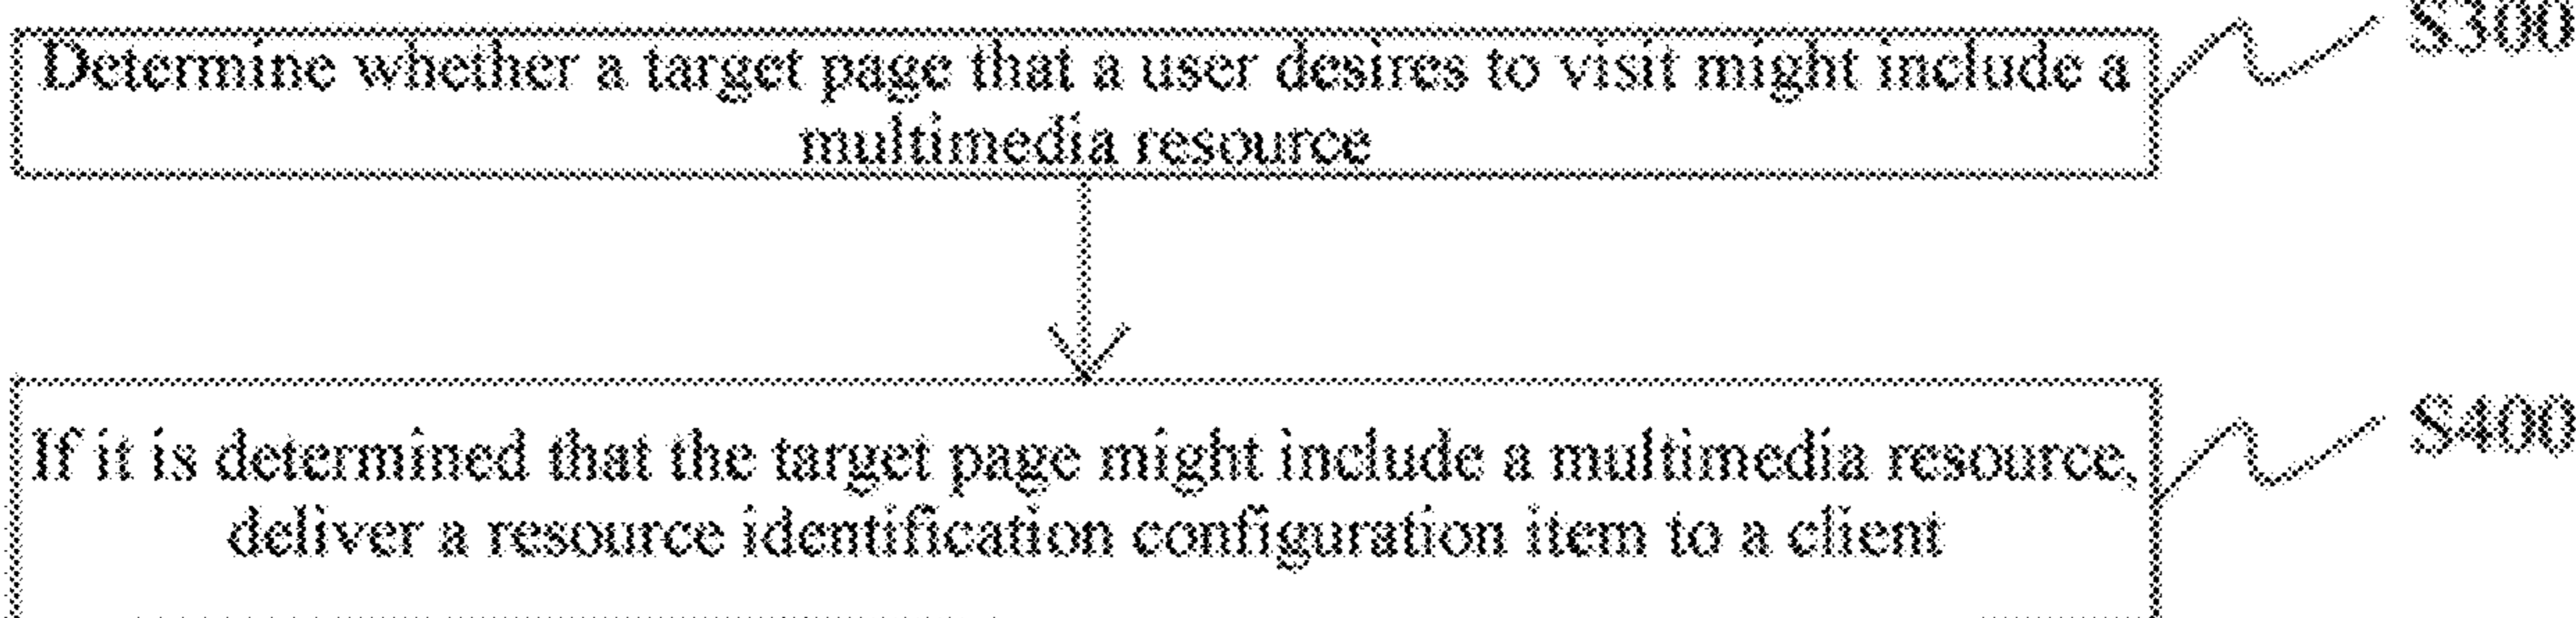 Determine whether a target page that a user desires to visit might include a
multimedia resource
S300
If it is determined that the target page might include a multimedia resource,
deliver a resource identification configuration item to a client
S400